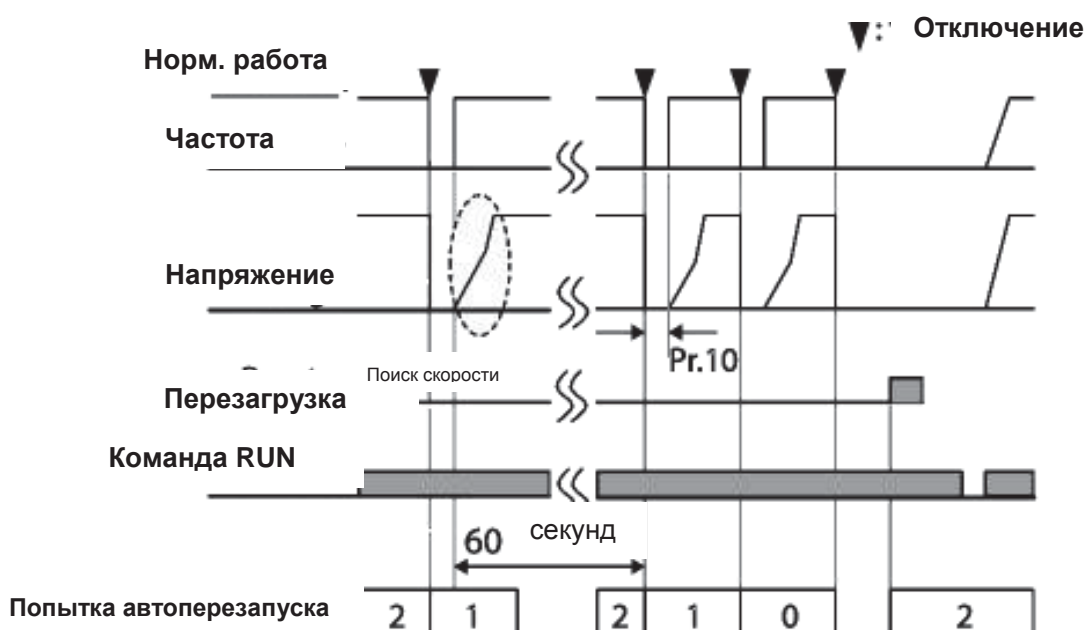 ▼: Отключение
Норм. работа
Частота
Напряжение
Pr.10
Поиск скорости
Перезагрузка
Команда RUN
60 секунд
Попытка автоперезапуска 2 1 2 1 0 2